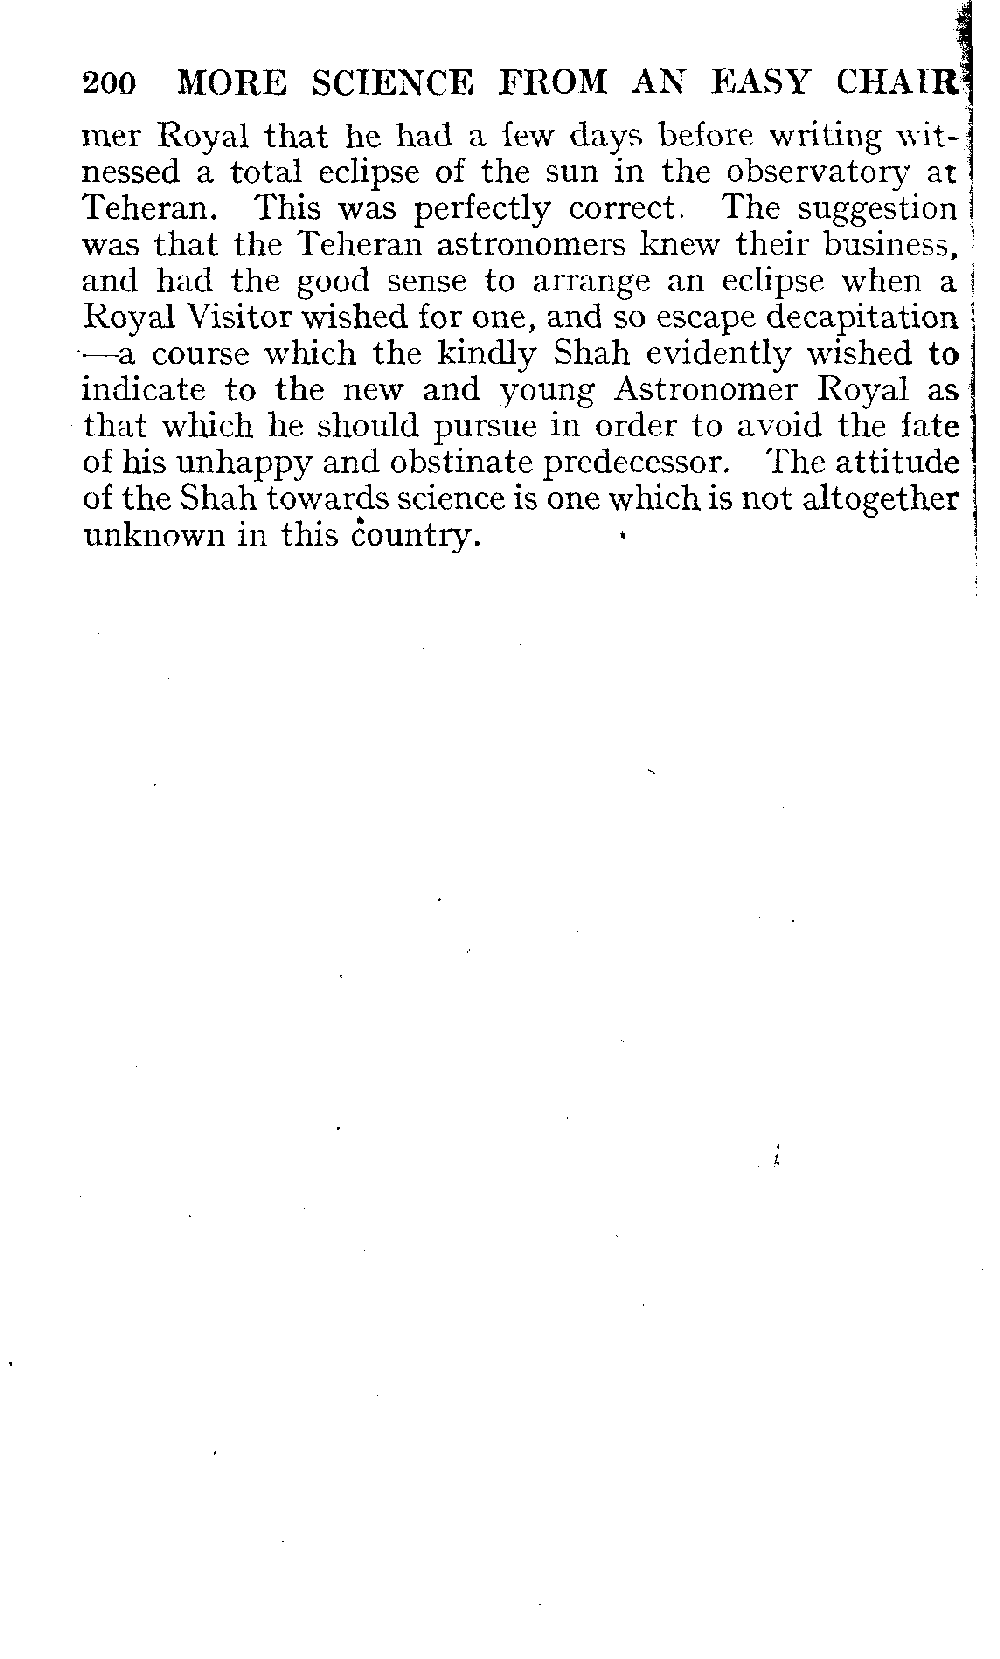 200 MORE SCIENCE FROM AN EASY CHAIR
mer Royal that he had a few days before writing wit-
nessed a total eclipse of the sun in the observatory at
Teheran. This was perfectly correct. The suggestion
was that the Teheran astronomers knew their business,
and had the good sense to arrange an eclipse when a
Royal Visitor wished for one, and so escape decapitation
—a course which the kindly Shah evidently wished to
indicate to the new and young Astronomer Royal as
that which he should pursue in order to avoid the fate
of his unhappy and obstinate predecessor. The attitude
of the Shah towards science is one which is not altogether
unknown in this country.